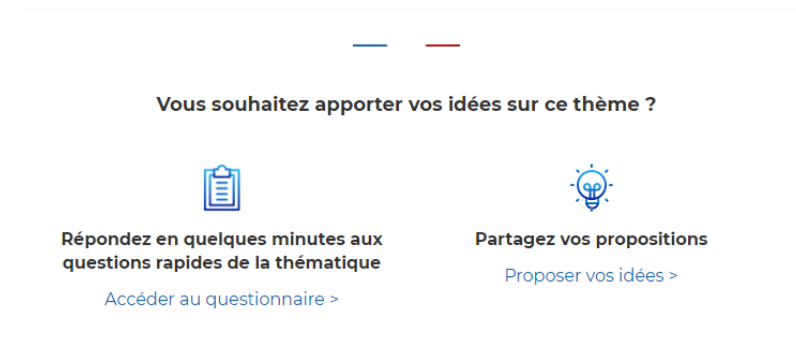 Vous souhaitez apporter vos idées sur ce thème ?
Répondez en quelques minutes aux
questions rapides de la thématique
Accéder au questionnaire >
Partagez vos propositions
Proposer vos idées >